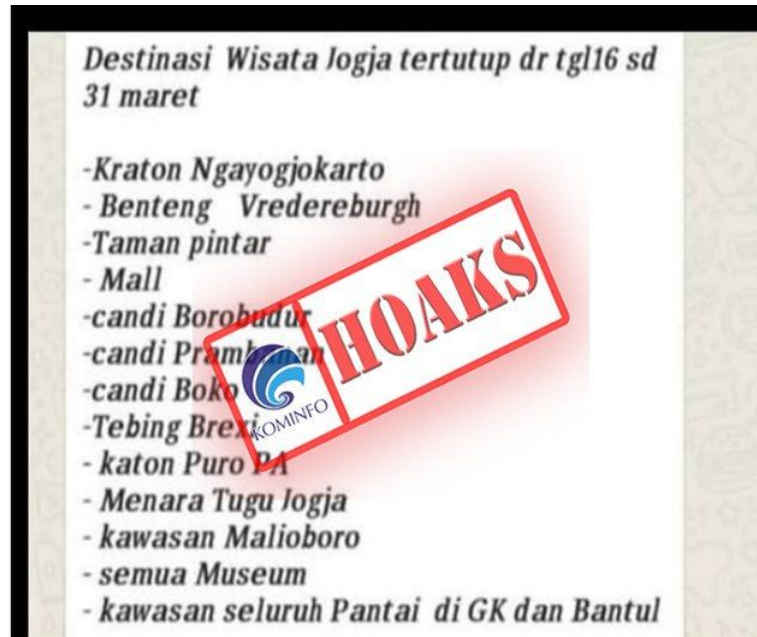 Destinasi Wisata Jogja tertutup dr tgl16 sd
31 maret
-Kraton Ngayogjokarto
- Benteng Vredereburgh
-Taman pintar
- Mall
-candi Borobudur
-candi Prambanan
-candi Boko
-Tebing Brexi
- katon Puro PA
- Menara Tugu Jogja
- kawasan Malioboro
- semua Museum
- kawasan seluruh Pantai di GK dan Bantul
HOAKS
KOMINFO